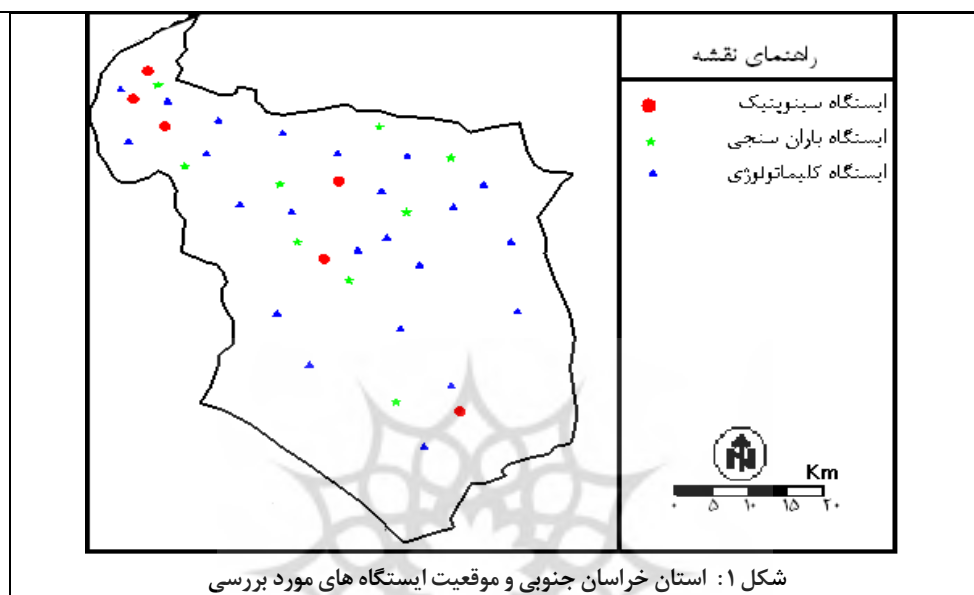 راهنمای نقشه
ایستگاه سینوپتیک
ایستگاه باران سنجی
ایستگاه کلیماتولوژی
N
Km
۰ ۵ ۱۰ ۱۵ ۲۰
شکل ۱: استان خراسان جنوبی و موقعیت ایستگاه های مورد بررسی